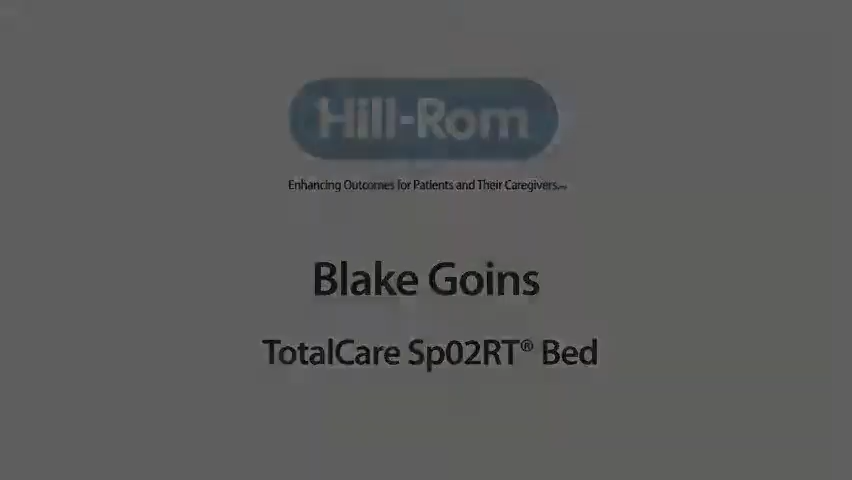 Hill-Rom
Enhancing Outcomes for Patients and Their Caregivers.
Blake Goins
TotalCare Sp02RT® Bed